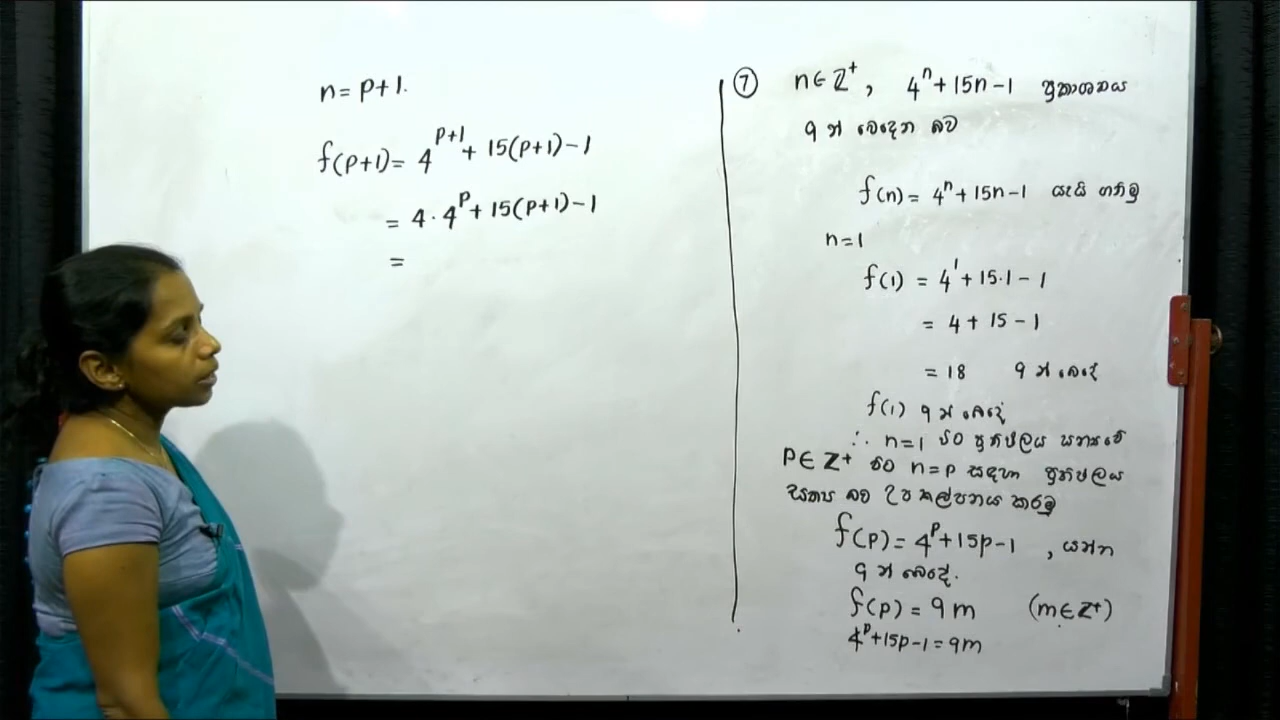 n = p+1.
f(p+1) = 4^{p+1} + 15(p+1) - 1
= 4 · 4^p + 15(p+1) - 1
=
⑦ n ∈ ℤ⁺, 4^n + 15n - 1 ප්‍රකාශනය
9 න් බෙදෙන බව
f(n) = 4^n + 15n - 1 යැයි ගනිමු
n = 1
f(1) = 4^1 + 15·1 - 1
= 4 + 15 - 1
= 18 9 න් බෙදේ
f(1) 9 න් බෙදේ
∴ n = 1 විට ප්‍රතිඵලය සත්‍යවේ
p ∈ ℤ⁺ විට n = p සඳහා ප්‍රතිඵලය
සත්‍ය බව උපකල්පනය කරමු
f(p) = 4^p + 15p - 1 , යන්න
9 න් බෙදේ.
f(p) = 9m (m ∈ ℤ⁺)
4^p + 15p - 1 = 9m